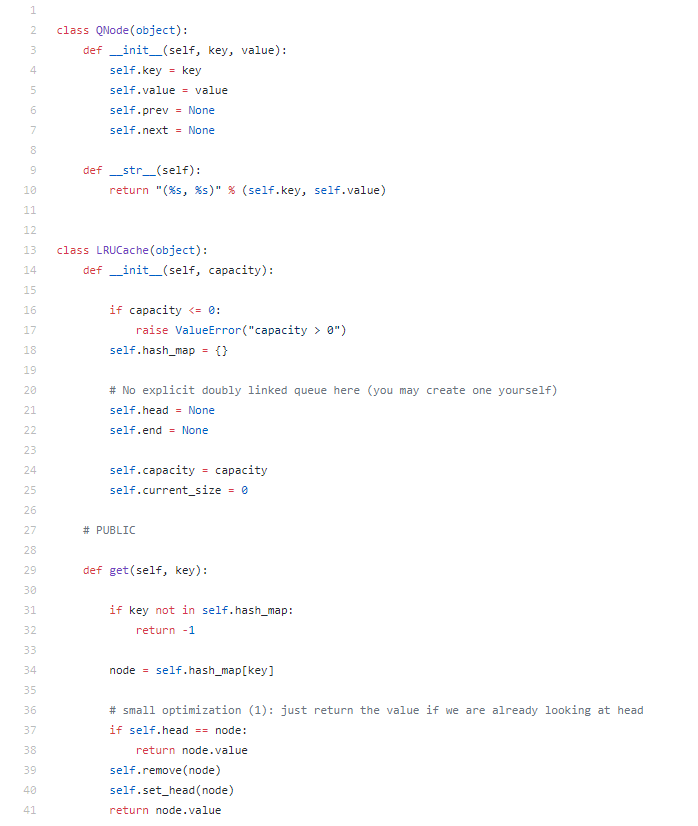 1
2 class QNode(object):
3     def __init__(self, key, value):
4         self.key = key
5         self.value = value
6         self.prev = None
7         self.next = None
8
9     def __str__(self):
10         return "(%s, %s)" % (self.key, self.value)
11
12
13 class LRUCache(object):
14     def __init__(self, capacity):
15
16         if capacity <= 0:
17             raise ValueError("capacity > 0")
18         self.hash_map = {}
19
20         # No explicit doubly linked queue here (you may create one yourself)
21         self.head = None
22         self.end = None
23
24         self.capacity = capacity
25         self.current_size = 0
26
27     # PUBLIC
28
29     def get(self, key):
30
31         if key not in self.hash_map:
32             return -1
33
34         node = self.hash_map[key]
35
36         # small optimization (1): just return the value if we are already looking at head
37         if self.head == node:
38             return node.value
39         self.remove(node)
40         self.set_head(node)
41         return node.value